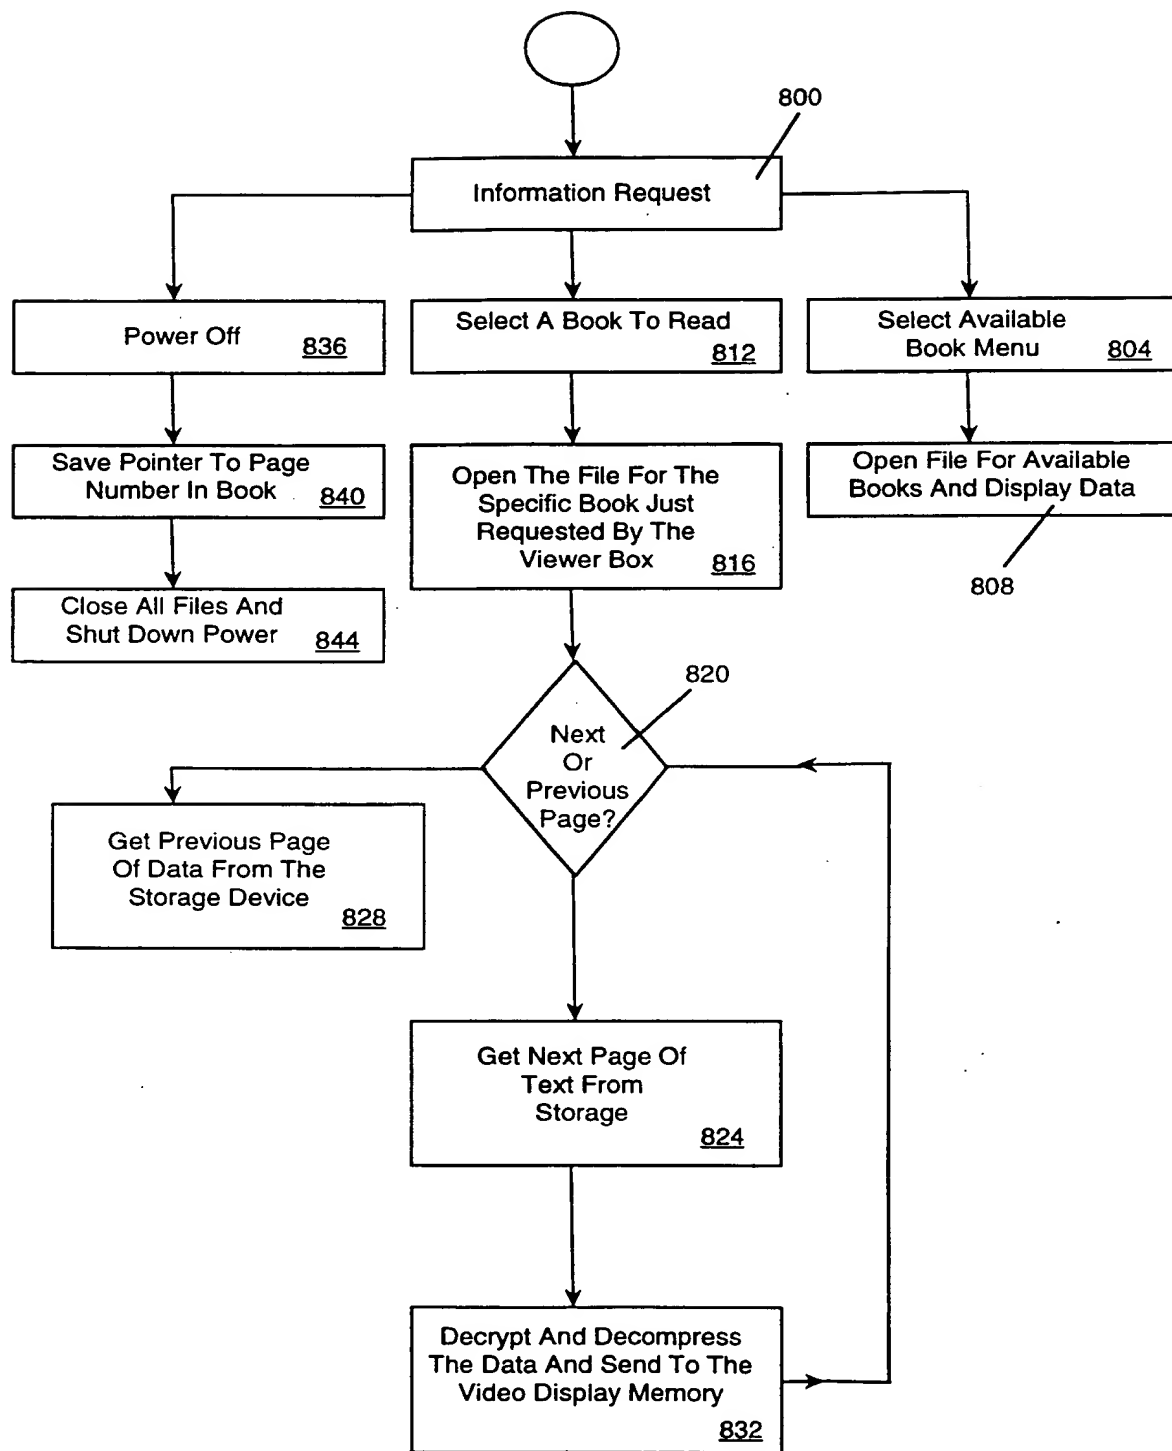 800
Information Request
Power Off
836
Select A Book To Read
812
Select Available
Book Menu
804
Save Pointer To Page
Number In Book
840
Open The File For The
Specific Book Just
Requested By The
Viewer Box
816
Open File For Available
Books And Display Data
808
Close All Files And
Shut Down Power
844
820
Next
Or
Previous
Page?
Get Previous Page
Of Data From The
Storage Device
828
Get Next Page Of
Text From
Storage
824
Decrypt And Decompress
The Data And Send To The
Video Display Memory
832